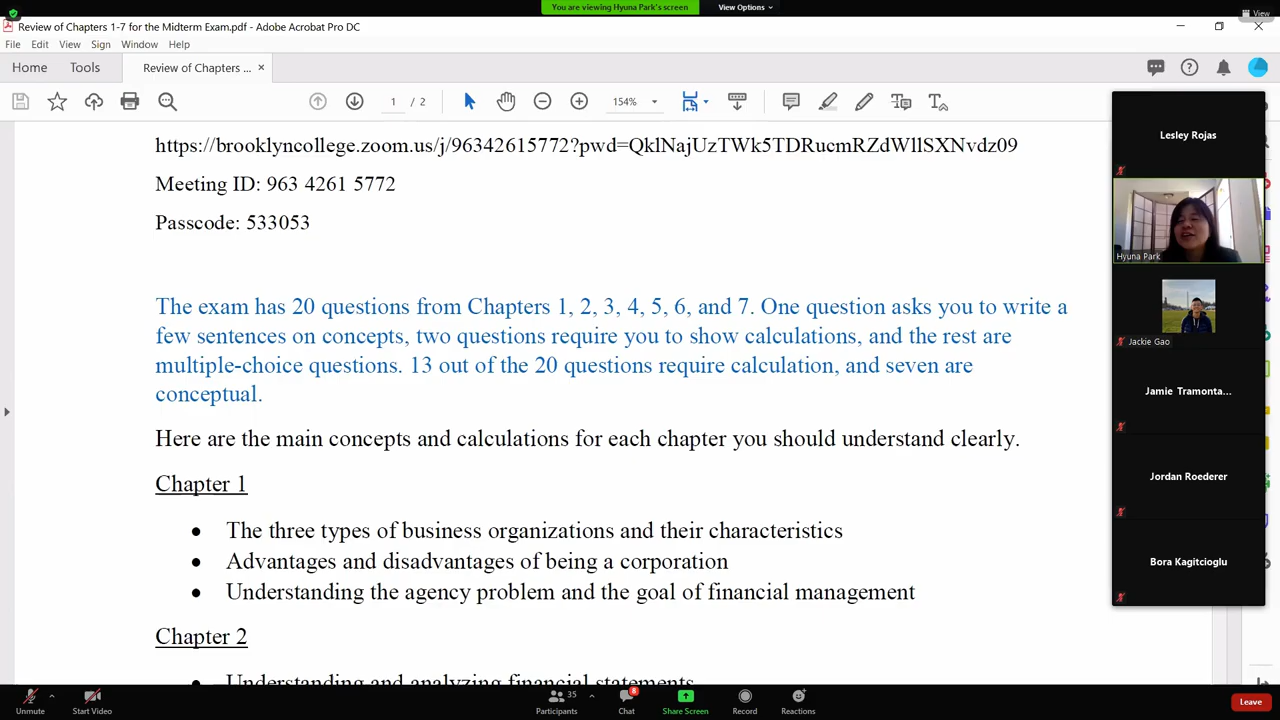 You are viewing Hyuna Park's screen
View Options
View
Review of Chapters 1-7 for the Midterm Exam.pdf - Adobe Acrobat Pro DC
File Edit View Sign Window Help
Home Tools Review of Chapters ... ×
1 / 2 154%
https://brooklyncollege.zoom.us/j/96342615772?pwd=QklNajUzTWk5TDRucmRZdWllSXNvdz09
Meeting ID: 963 4261 5772
Passcode: 533053
The exam has 20 questions from Chapters 1, 2, 3, 4, 5, 6, and 7. One question asks you to write a
few sentences on concepts, two questions require you to show calculations, and the rest are
multiple-choice questions. 13 out of the 20 questions require calculation, and seven are
conceptual.
Here are the main concepts and calculations for each chapter you should understand clearly.
Chapter 1
• The three types of business organizations and their characteristics
• Advantages and disadvantages of being a corporation
• Understanding the agency problem and the goal of financial management
Chapter 2
• Understanding and analyzing financial statements
Lesley Rojas
Hyuna Park
Jackie Gao
Jamie Tramonta...
Jordan Roederer
Bora Kagitcioglu
Unmute
Start Video
35
Participants
8
Chat
Share Screen
Record
Reactions
Leave